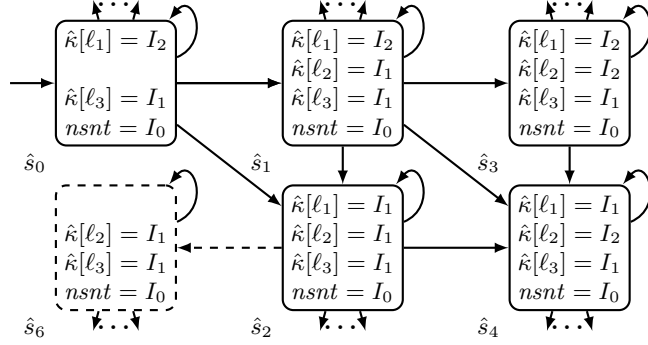 κ̂[ℓ₁] = I₂
κ̂[ℓ₃] = I₁
nsnt = I₀
ŝ₀
κ̂[ℓ₁] = I₂
κ̂[ℓ₂] = I₁
κ̂[ℓ₃] = I₁
nsnt = I₀
ŝ₁
κ̂[ℓ₁] = I₂
κ̂[ℓ₂] = I₂
κ̂[ℓ₃] = I₁
nsnt = I₀
ŝ₃
κ̂[ℓ₂] = I₁
κ̂[ℓ₃] = I₁
nsnt = I₀
ŝ₆
κ̂[ℓ₁] = I₁
κ̂[ℓ₂] = I₁
κ̂[ℓ₃] = I₁
nsnt = I₀
ŝ₂
κ̂[ℓ₁] = I₁
κ̂[ℓ₂] = I₂
κ̂[ℓ₃] = I₁
nsnt = I₀
ŝ₄